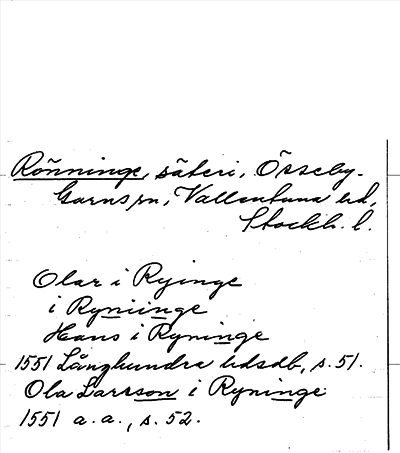 Rönninge, säteri, Össeby-
Garns sn, Vallentuna hd,
Stockh. l.
Olar i Ryinge
i Ryniinge
Hans i Ryninge
1551 Långhundra hdsdb, s. 51.
Ola Larsson i Ryninge
1551 a.a., s. 52.